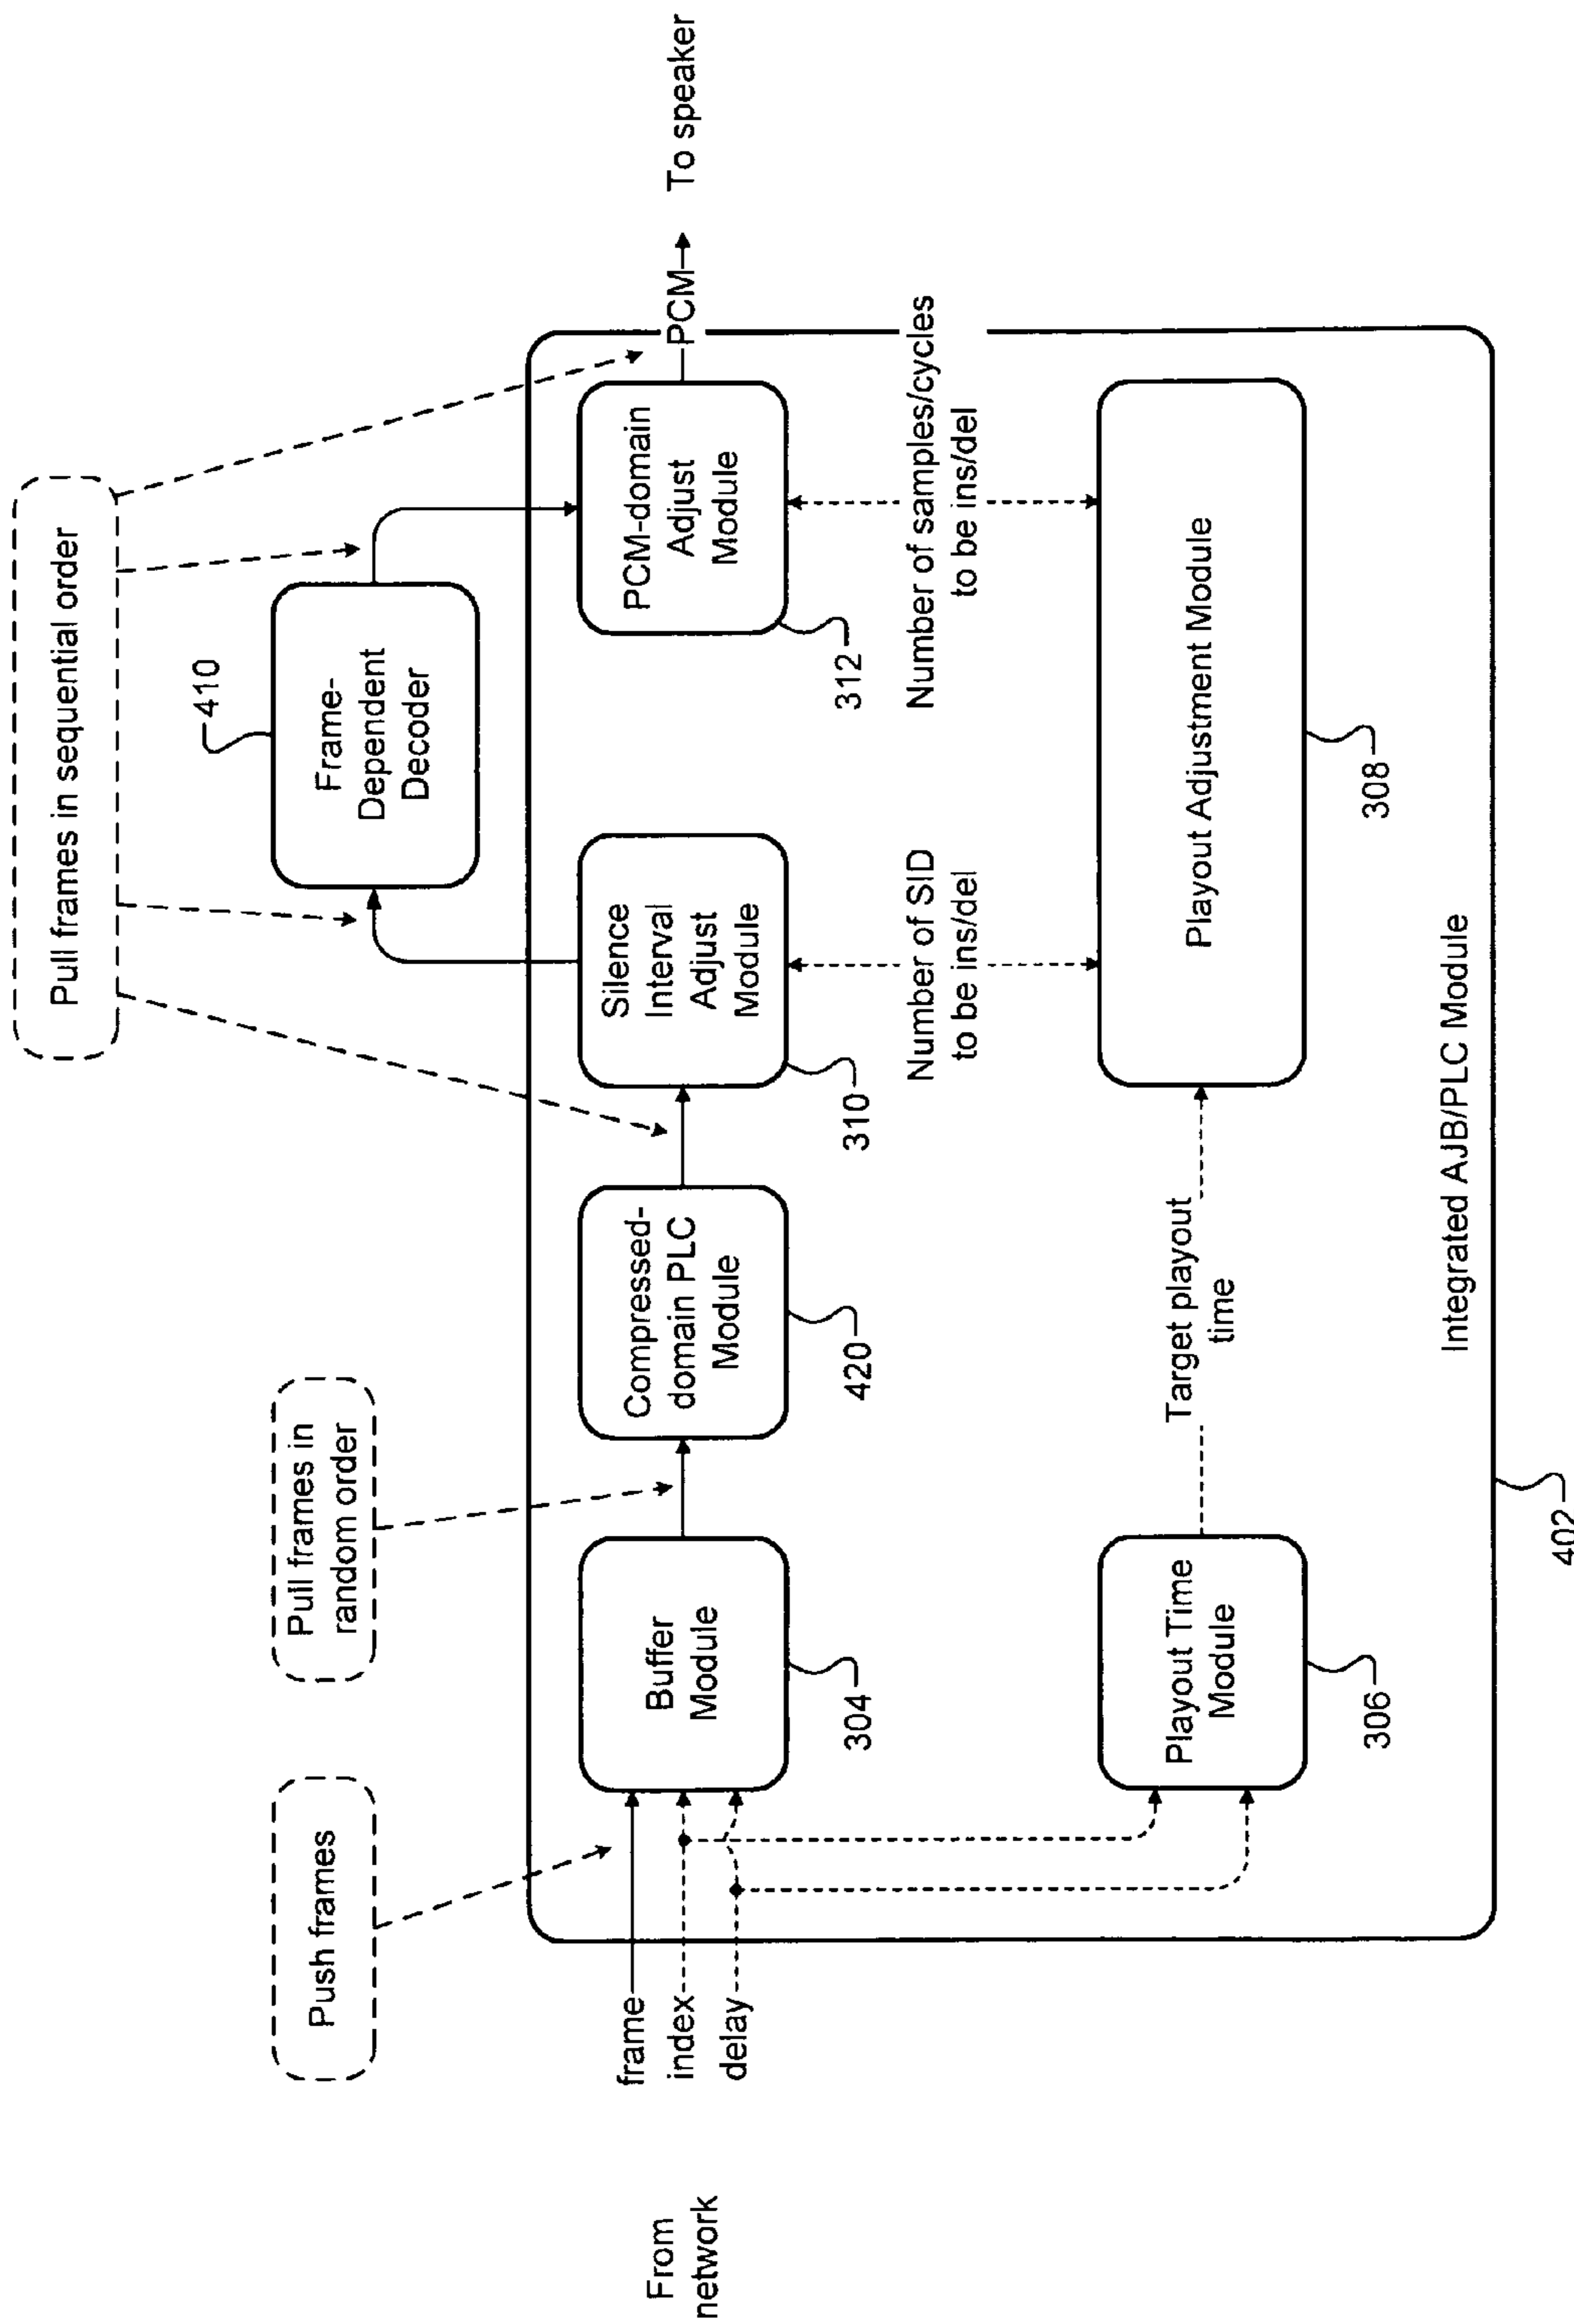 Pull frames in sequential order
Push frames
Pull frames in
random order
410
Frame-
Dependent
Decoder
From
network
frame
index
delay
Buffer
Module
304
Compressed-
domain PLC
Module
420
Silence
Interval
Adjust
Module
310
PCM-domain
Adjust
Module
312
PCM
To speaker
Number of SID
to be ins/del
Number of samples/cycles
to be ins/del
Playout Time
Module
306
Target playout
time
Playout Adjustment Module
308
Integrated AJB/PLC Module
402